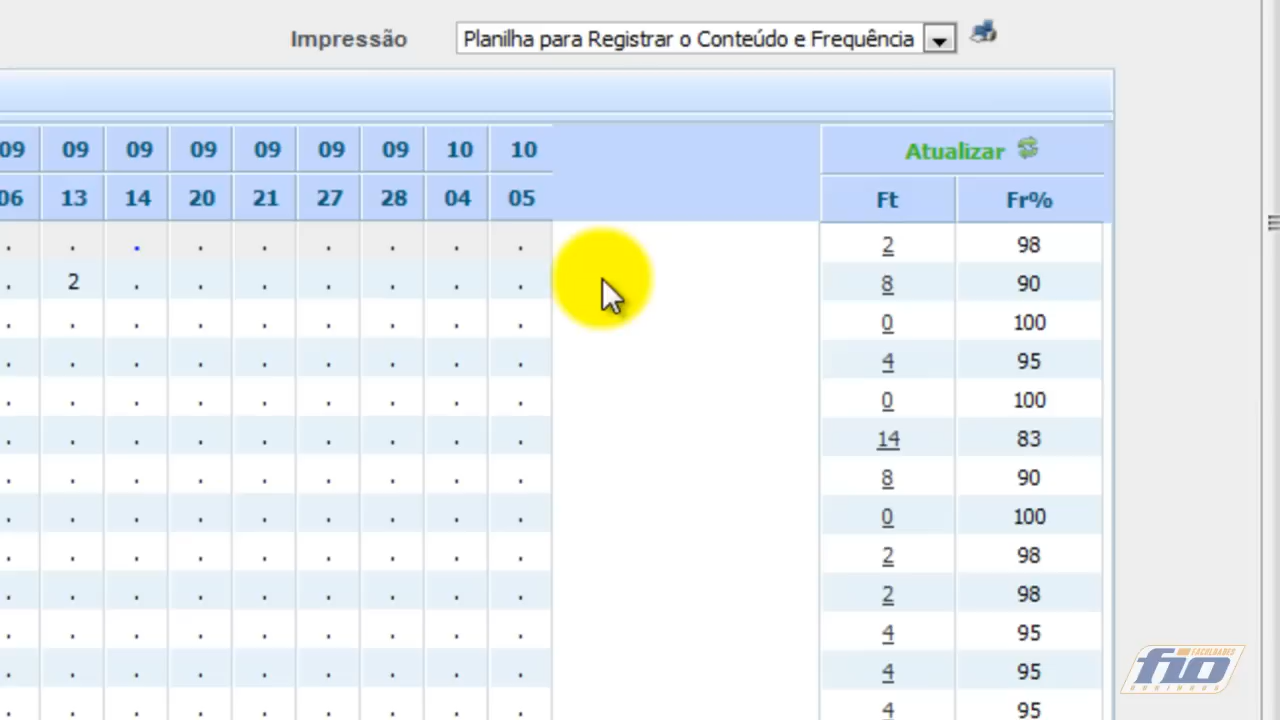 Impressão Planilha para Registrar o Conteúdo e Frequência
09 09 09 09 09 09 09 10 10 Atualizar
06 13 14 20 21 27 28 04 05 Ft Fr%
. . . . . . . . . 2 98
. 2 . . . . . . . 8 90
. . . . . . . . . 0 100
. . . . . . . . . 4 95
. . . . . . . . . 0 100
. . . . . . . . . 14 83
. . . . . . . . . 8 90
. . . . . . . . . 0 100
. . . . . . . . . 2 98
. . . . . . . . . 2 98
. . . . . . . . . 4 95
. . . . . . . . . 4 95
. . . . . . . . . 4 95
FACULDADES
fio
OURINHOS